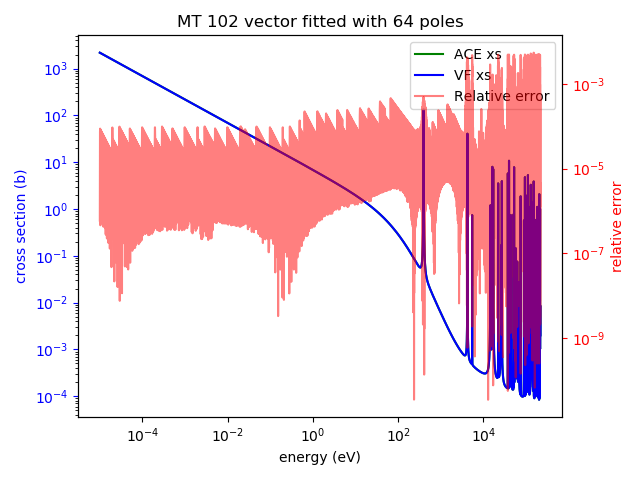 MT 102 vector fitted with 64 poles
ACE xs
VF xs
Relative error
cross section (b)
10³
10²
10¹
10⁰
10⁻¹
10⁻²
10⁻³
10⁻⁴
10⁻³
10⁻⁵
10⁻⁷
10⁻⁹
relative error
10⁻⁴
10⁻²
10⁰
10²
10⁴
energy (eV)